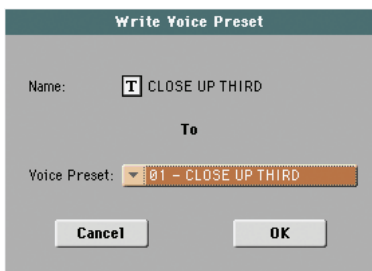 Write Voice Preset
Name: T CLOSE UP THIRD
To
Voice Preset: 01 - CLOSE UP THIRD
Cancel OK